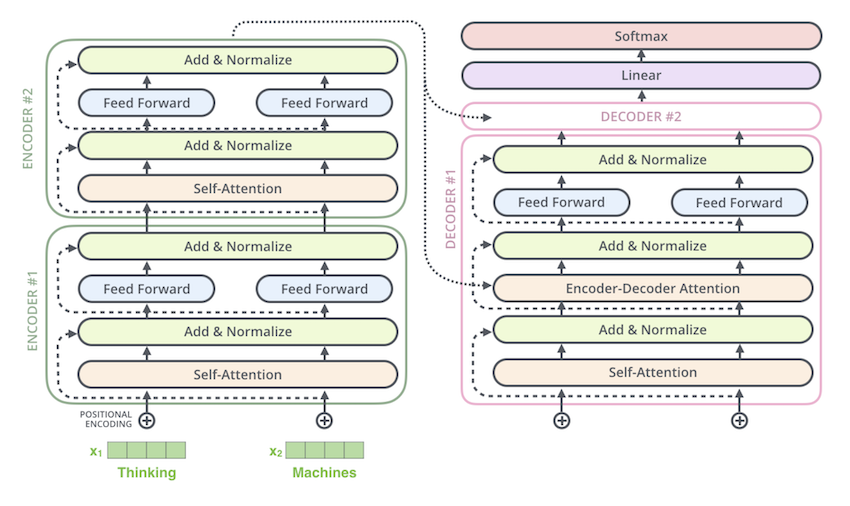 ENCODER #2
Add & Normalize
Feed Forward
Feed Forward
Add & Normalize
Self-Attention
ENCODER #1
Add & Normalize
Feed Forward
Feed Forward
Add & Normalize
Self-Attention
POSITIONAL
ENCODING
x₁
x₂
Thinking
Machines
Softmax
Linear
DECODER #2
DECODER #1
Add & Normalize
Feed Forward
Feed Forward
Add & Normalize
Encoder-Decoder Attention
Add & Normalize
Self-Attention